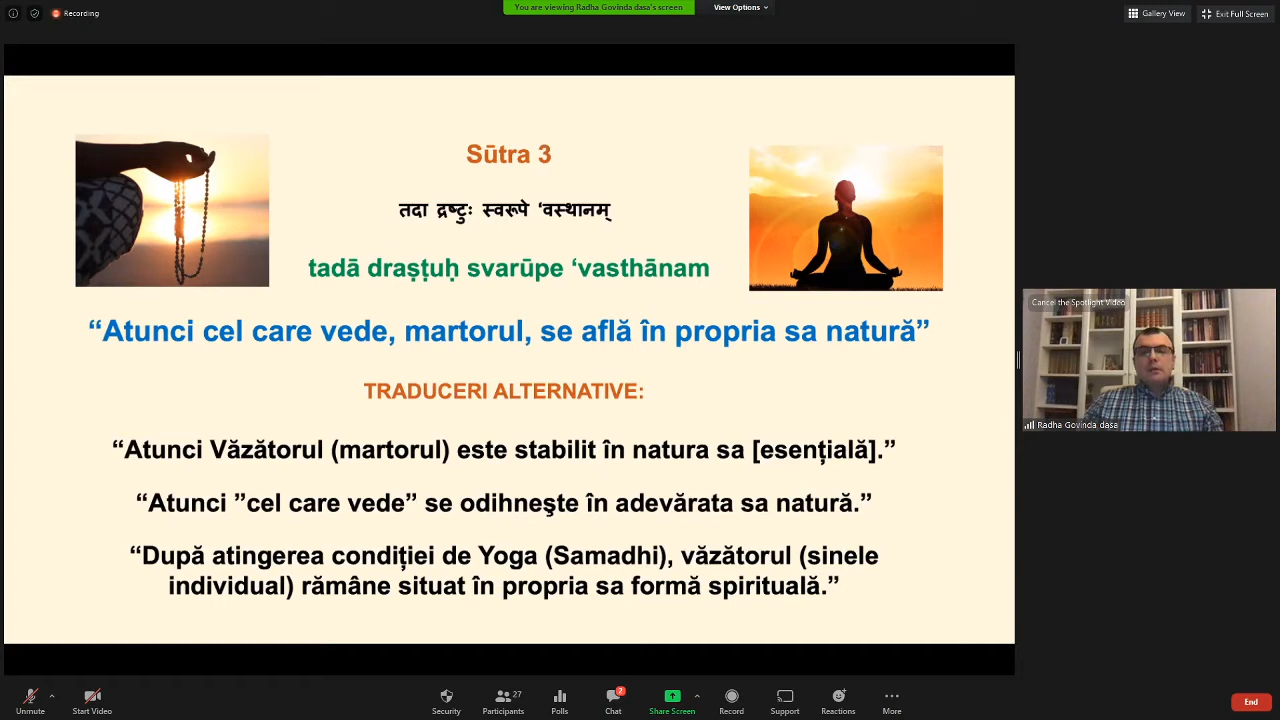 Recording
You are viewing Radha Govinda dasa's screen
View Options
Gallery View
Exit Full Screen
Sūtra 3
तदा द्रष्टुः स्वरूपे ‘वस्थानम्
tadā draṣṭuḥ svarūpe ‘vasthānam
“Atunci cel care vede, martorul, se află în propria sa natură”
TRADUCERI ALTERNATIVE:
“Atunci Văzătorul (martorul) este stabilit în natura sa [esențială].”
“Atunci ”cel care vede” se odihneşte în adevărata sa natură.”
“După atingerea condiției de Yoga (Samadhi), văzătorul (sinele
individual) rămâne situat în propria sa formă spirituală.”
Cancel the Spotlight Video
Radha Govinda dasa
Unmute
Start Video
Security
27
Participants
Polls
2
Chat
Share Screen
Record
Support
Reactions
More
End